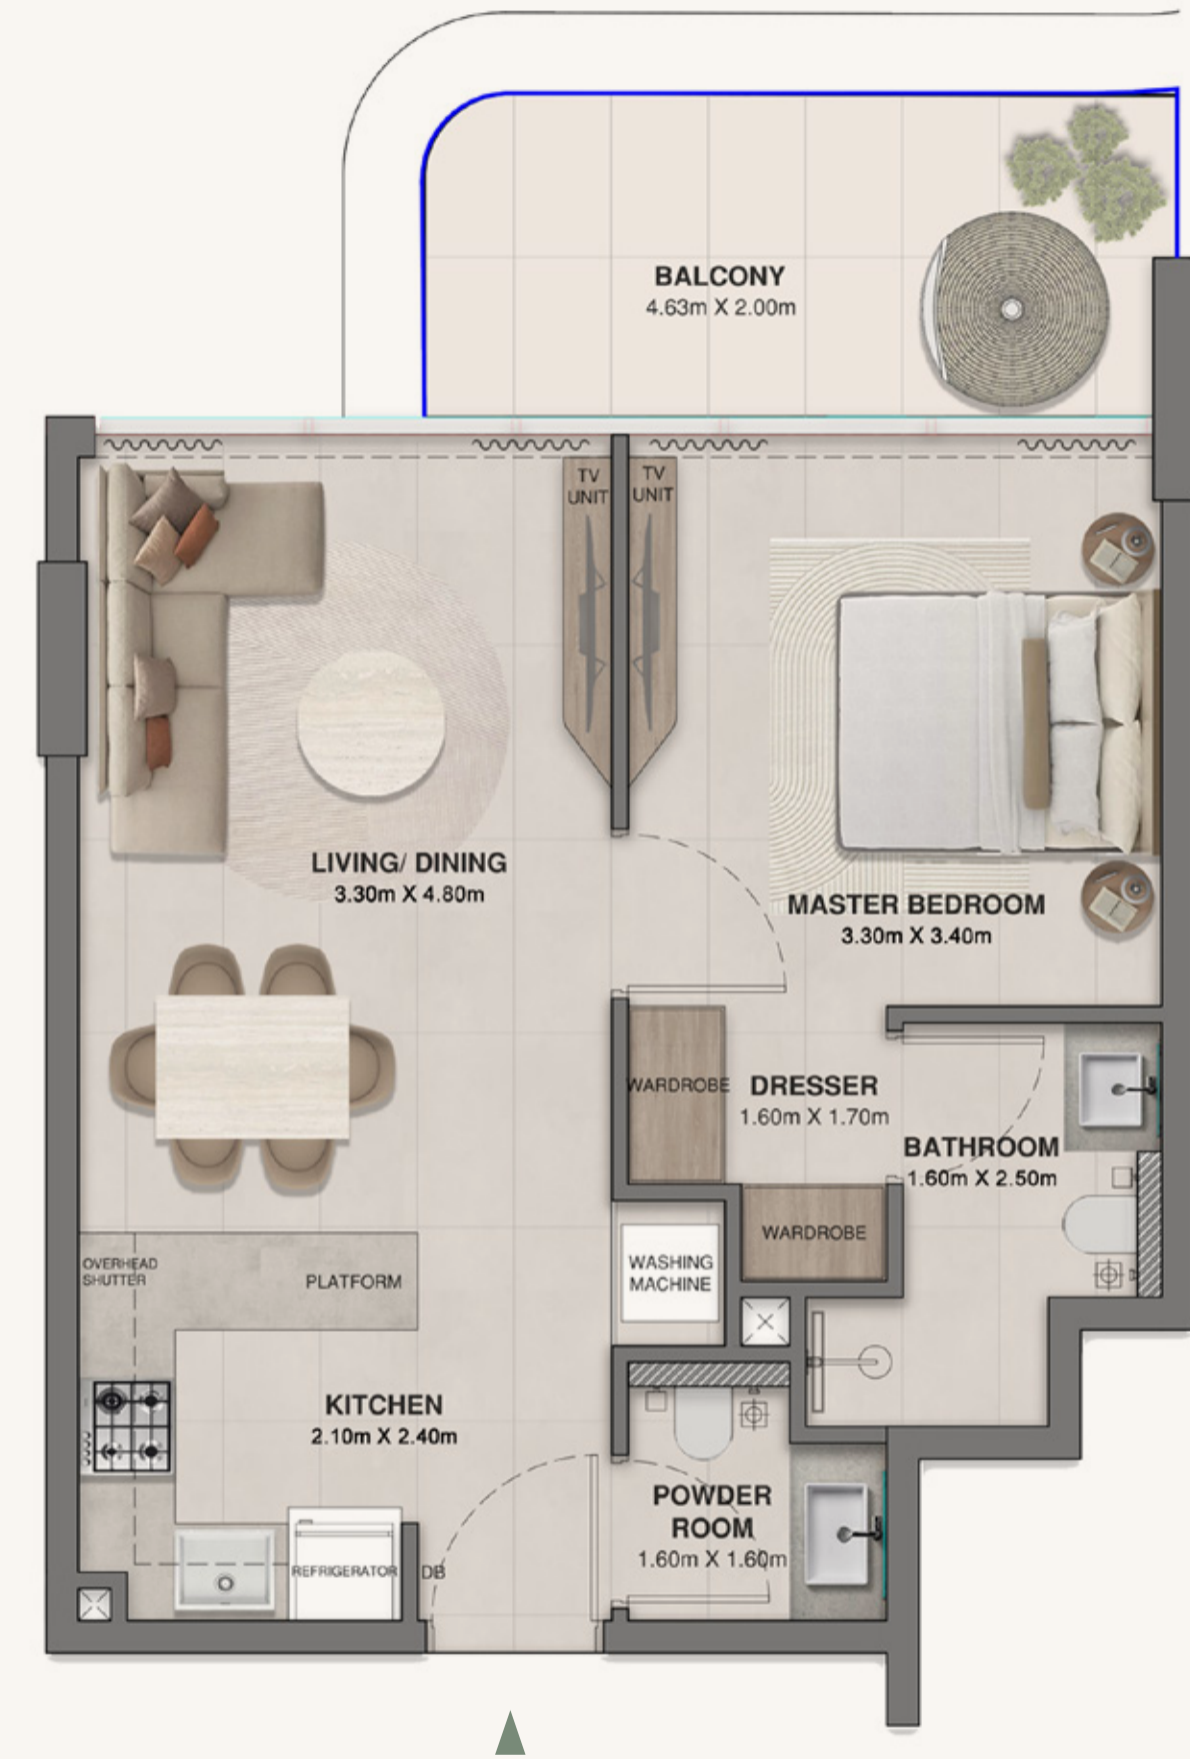 BALCONY
4.63m X 2.00m
TV
UNIT
TV
UNIT
LIVING/ DINING
3.30m X 4.80m
MASTER BEDROOM
3.30m X 3.40m
WARDROBE
DRESSER
1.60m X 1.70m
BATHROOM
1.60m X 2.50m
WARDROBE
OVERHEAD
SHUTTER
PLATFORM
WASHING
MACHINE
KITCHEN
2.10m X 2.40m
POWDER
ROOM
1.60m X 1.60m
REFRIGERATOR
DB